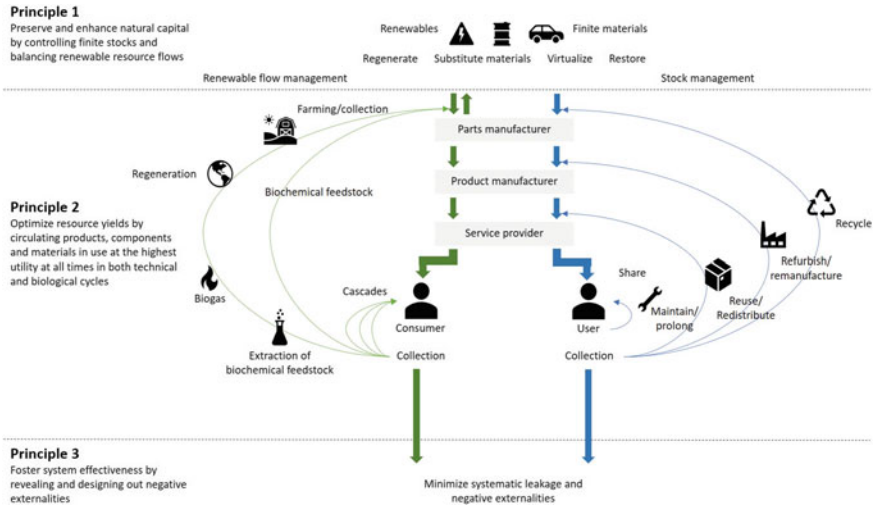 Principle 1
Preserve and enhance natural capital
by controlling finite stocks and
balancing renewable resource flows
Renewables
Finite materials
Regenerate
Substitute materials
Virtualize
Restore
Renewable flow management
Stock management
Farming/collection
Parts manufacturer
Regeneration
Biochemical feedstock
Product manufacturer
Principle 2
Optimize resource yields by
circulating products, components
and materials in use at the highest
utility at all times in both technical
and biological cycles
Service provider
Recycle
Refurbish/
remanufacture
Share
Biogas
Cascades
Maintain/
prolong
Reuse/
Redistribute
Consumer
User
Extraction of
biochemical feedstock
Collection
Collection
Principle 3
Foster system effectiveness by
revealing and designing out negative
externalities
Minimize systematic leakage and
negative externalities